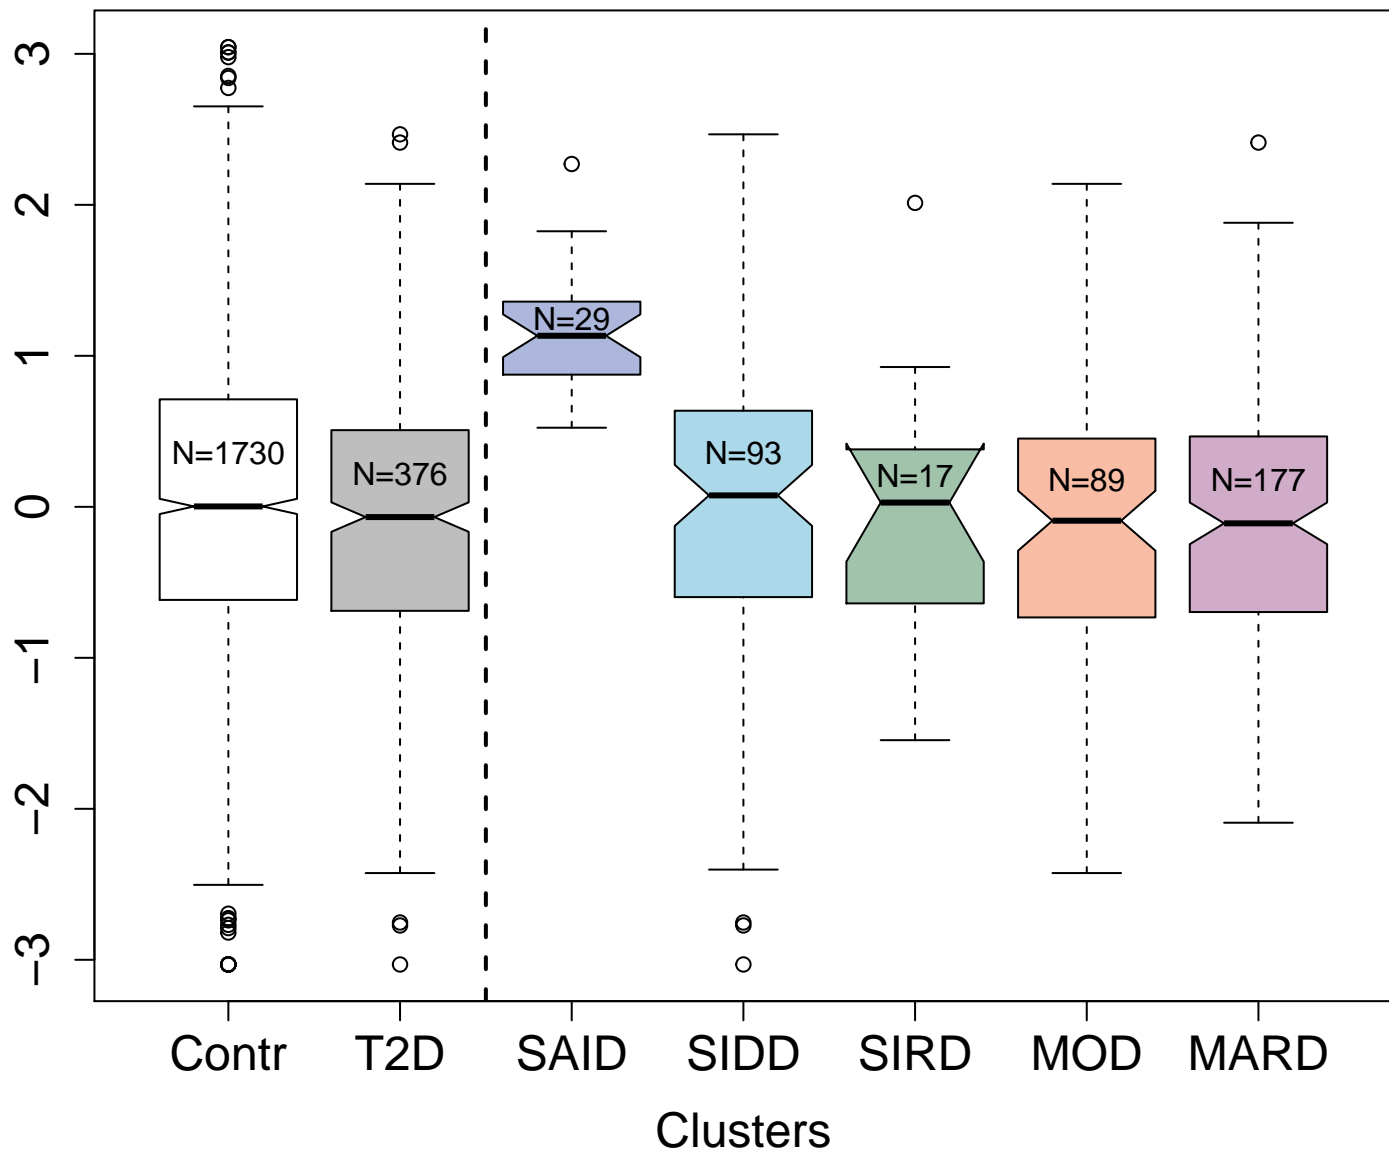 3
2
1
0
−1
−2
−3
N=1730
N=376
N=29
N=93
N=17
N=89
N=177
Contr T2D SAID SIDD SIRD MOD MARD
Clusters